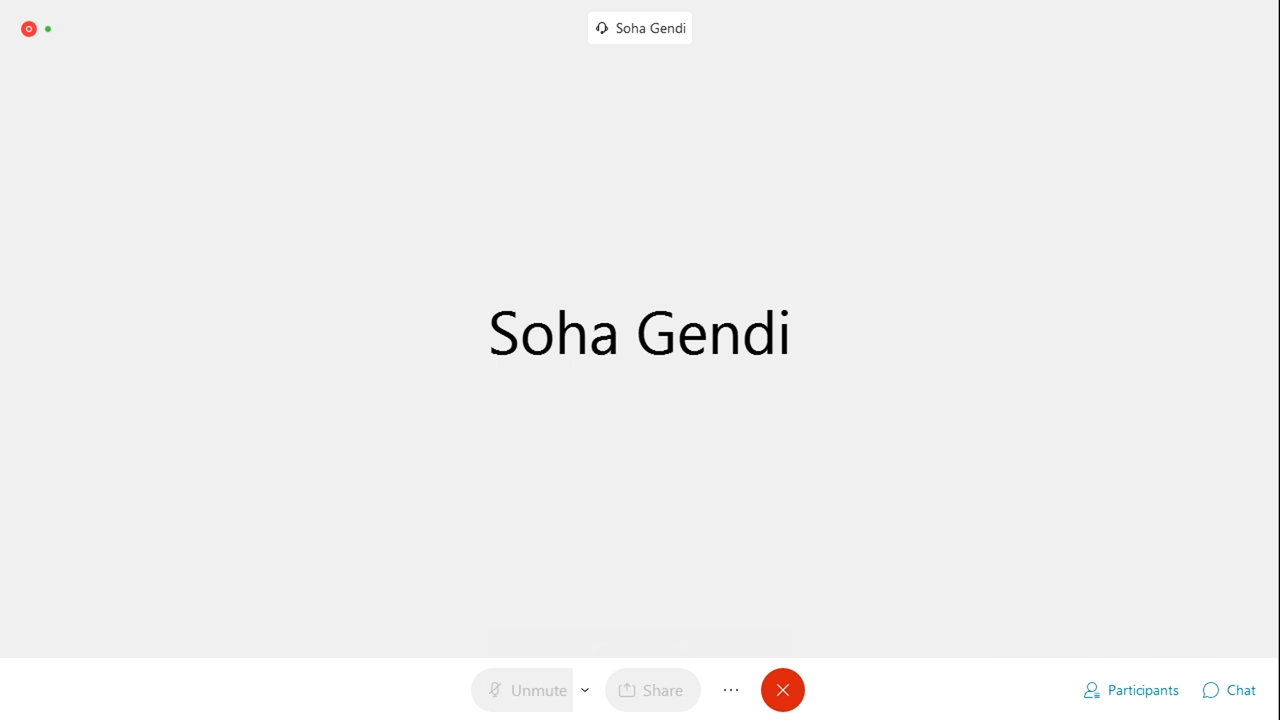 Soha Gendi
Soha Gendi
Unmute
Share
Participants
Chat